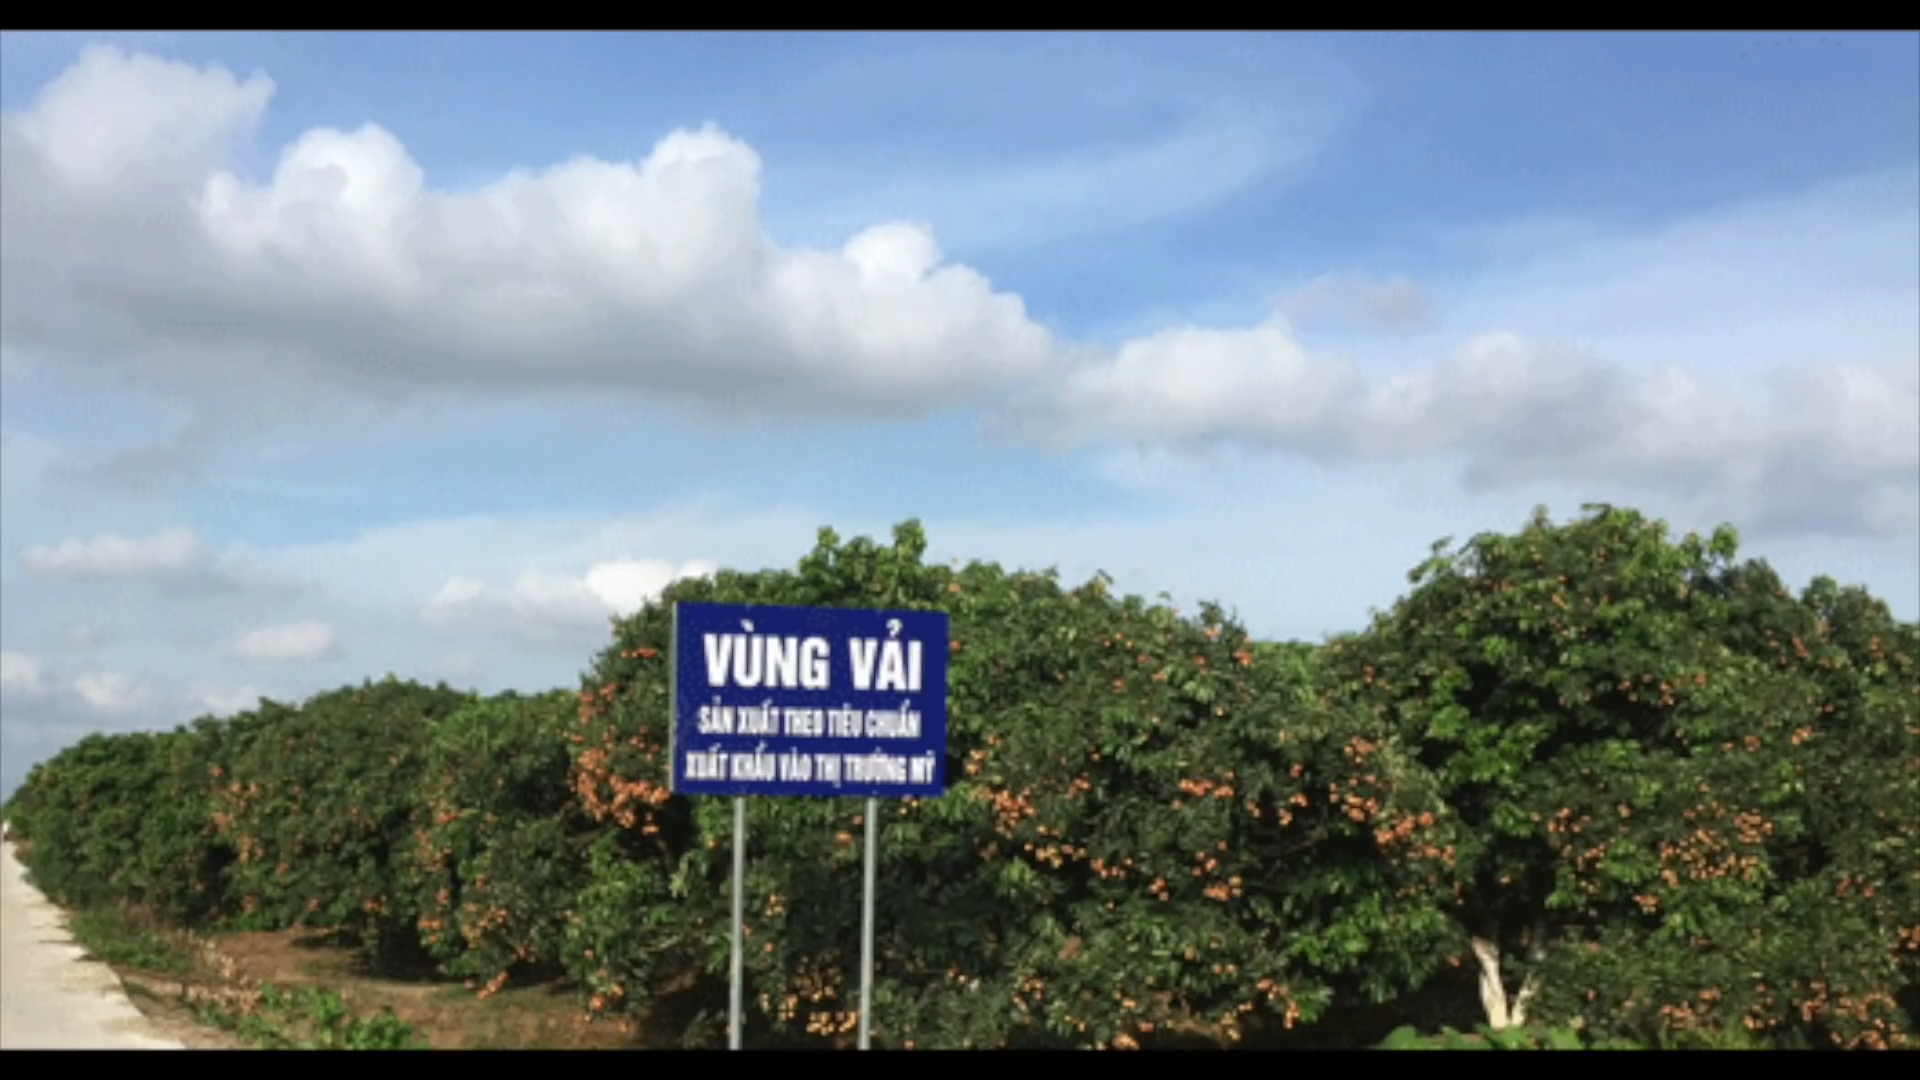 VÙNG VẢI
SẢN XUẤT THEO TIÊU CHUẨN
XUẤT KHẨU VÀO THỊ TRƯỜNG MỸ